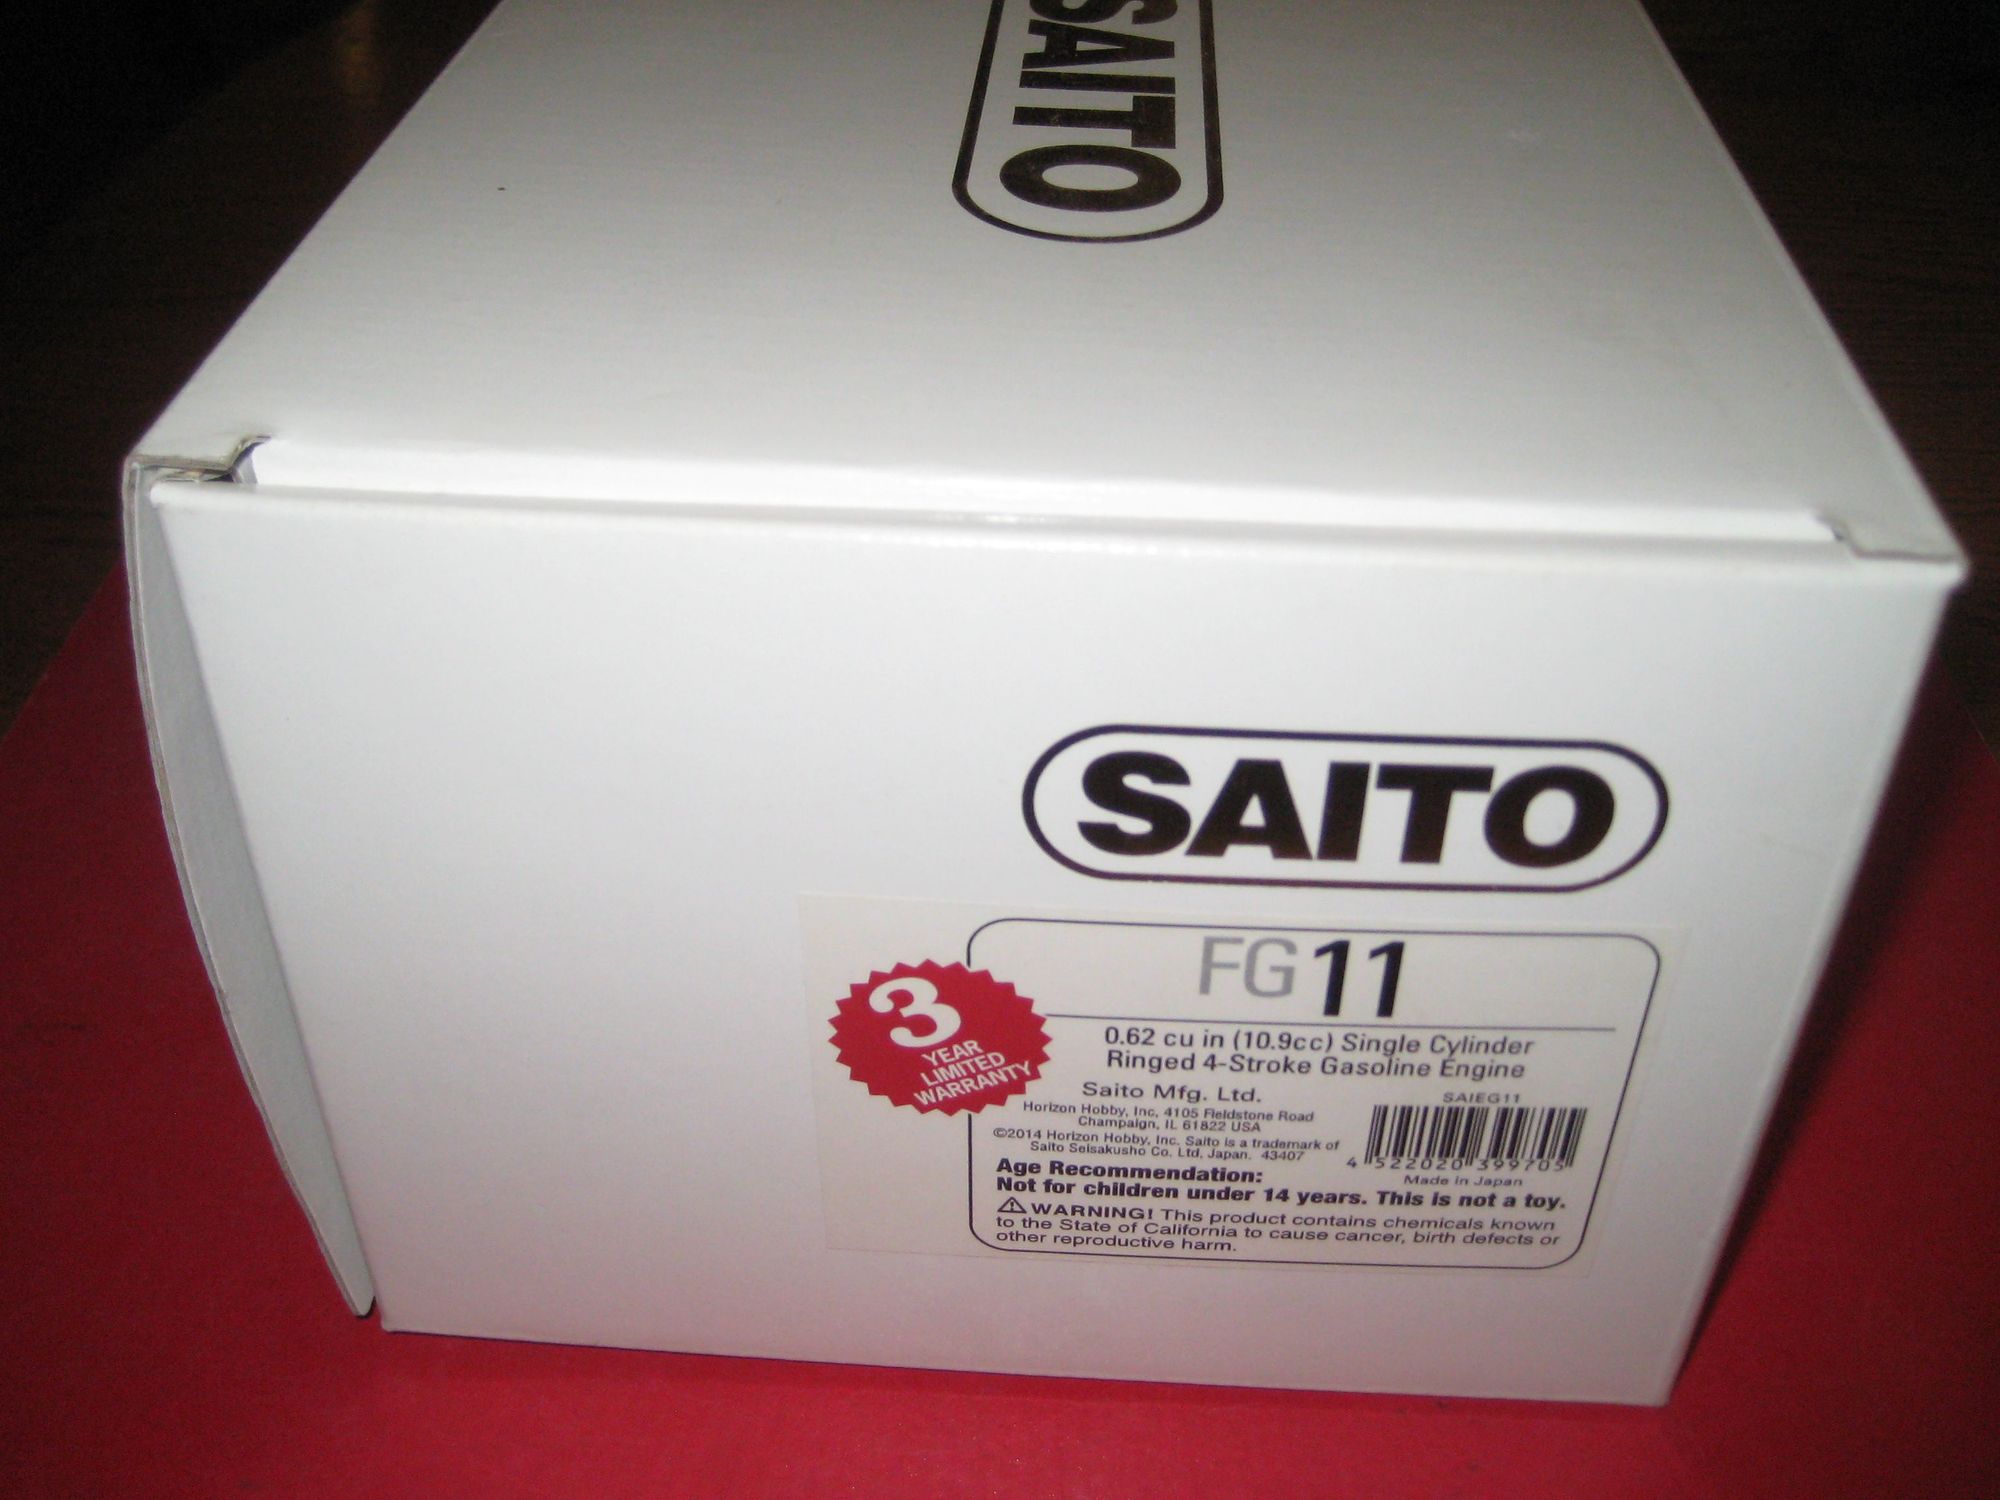 SAITO
SAITO
FG11
3
YEAR
LIMITED
WARRANTY
0.62 cu in (10.9cc) Single Cylinder
Ringed 4-Stroke Gasoline Engine
Saito Mfg. Ltd.
Horizon Hobby, Inc. 4105 Fieldstone Road
Champaign, IL 61822 USA
©2014 Horizon Hobby, Inc. Saito is a trademark of
Saito Seisakusho Co. Ltd, Japan. 43407
SAIEG11
4 522020 399705
Made in Japan
Age Recommendation:
Not for children under 14 years. This is not a toy.
⚠WARNING! This product contains chemicals known
to the State of California to cause cancer, birth defects or
other reproductive harm.